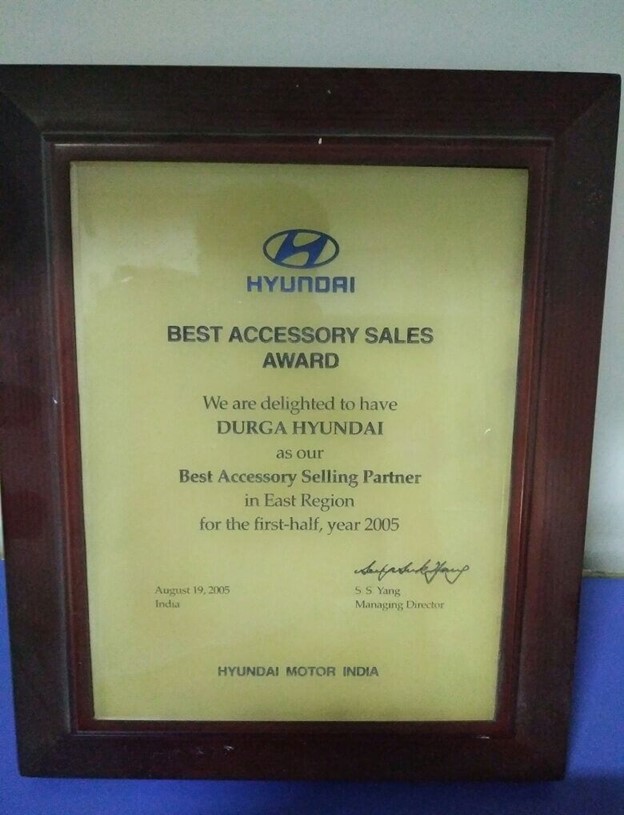 HYUNDAI
BEST ACCESSORY SALES
AWARD
We are delighted to have
DURGA HYUNDAI
as our
Best Accessory Selling Partner
in East Region
for the first-half, year 2005
August 19, 2005
India
S S Yang
Managing Director
HYUNDAI MOTOR INDIA